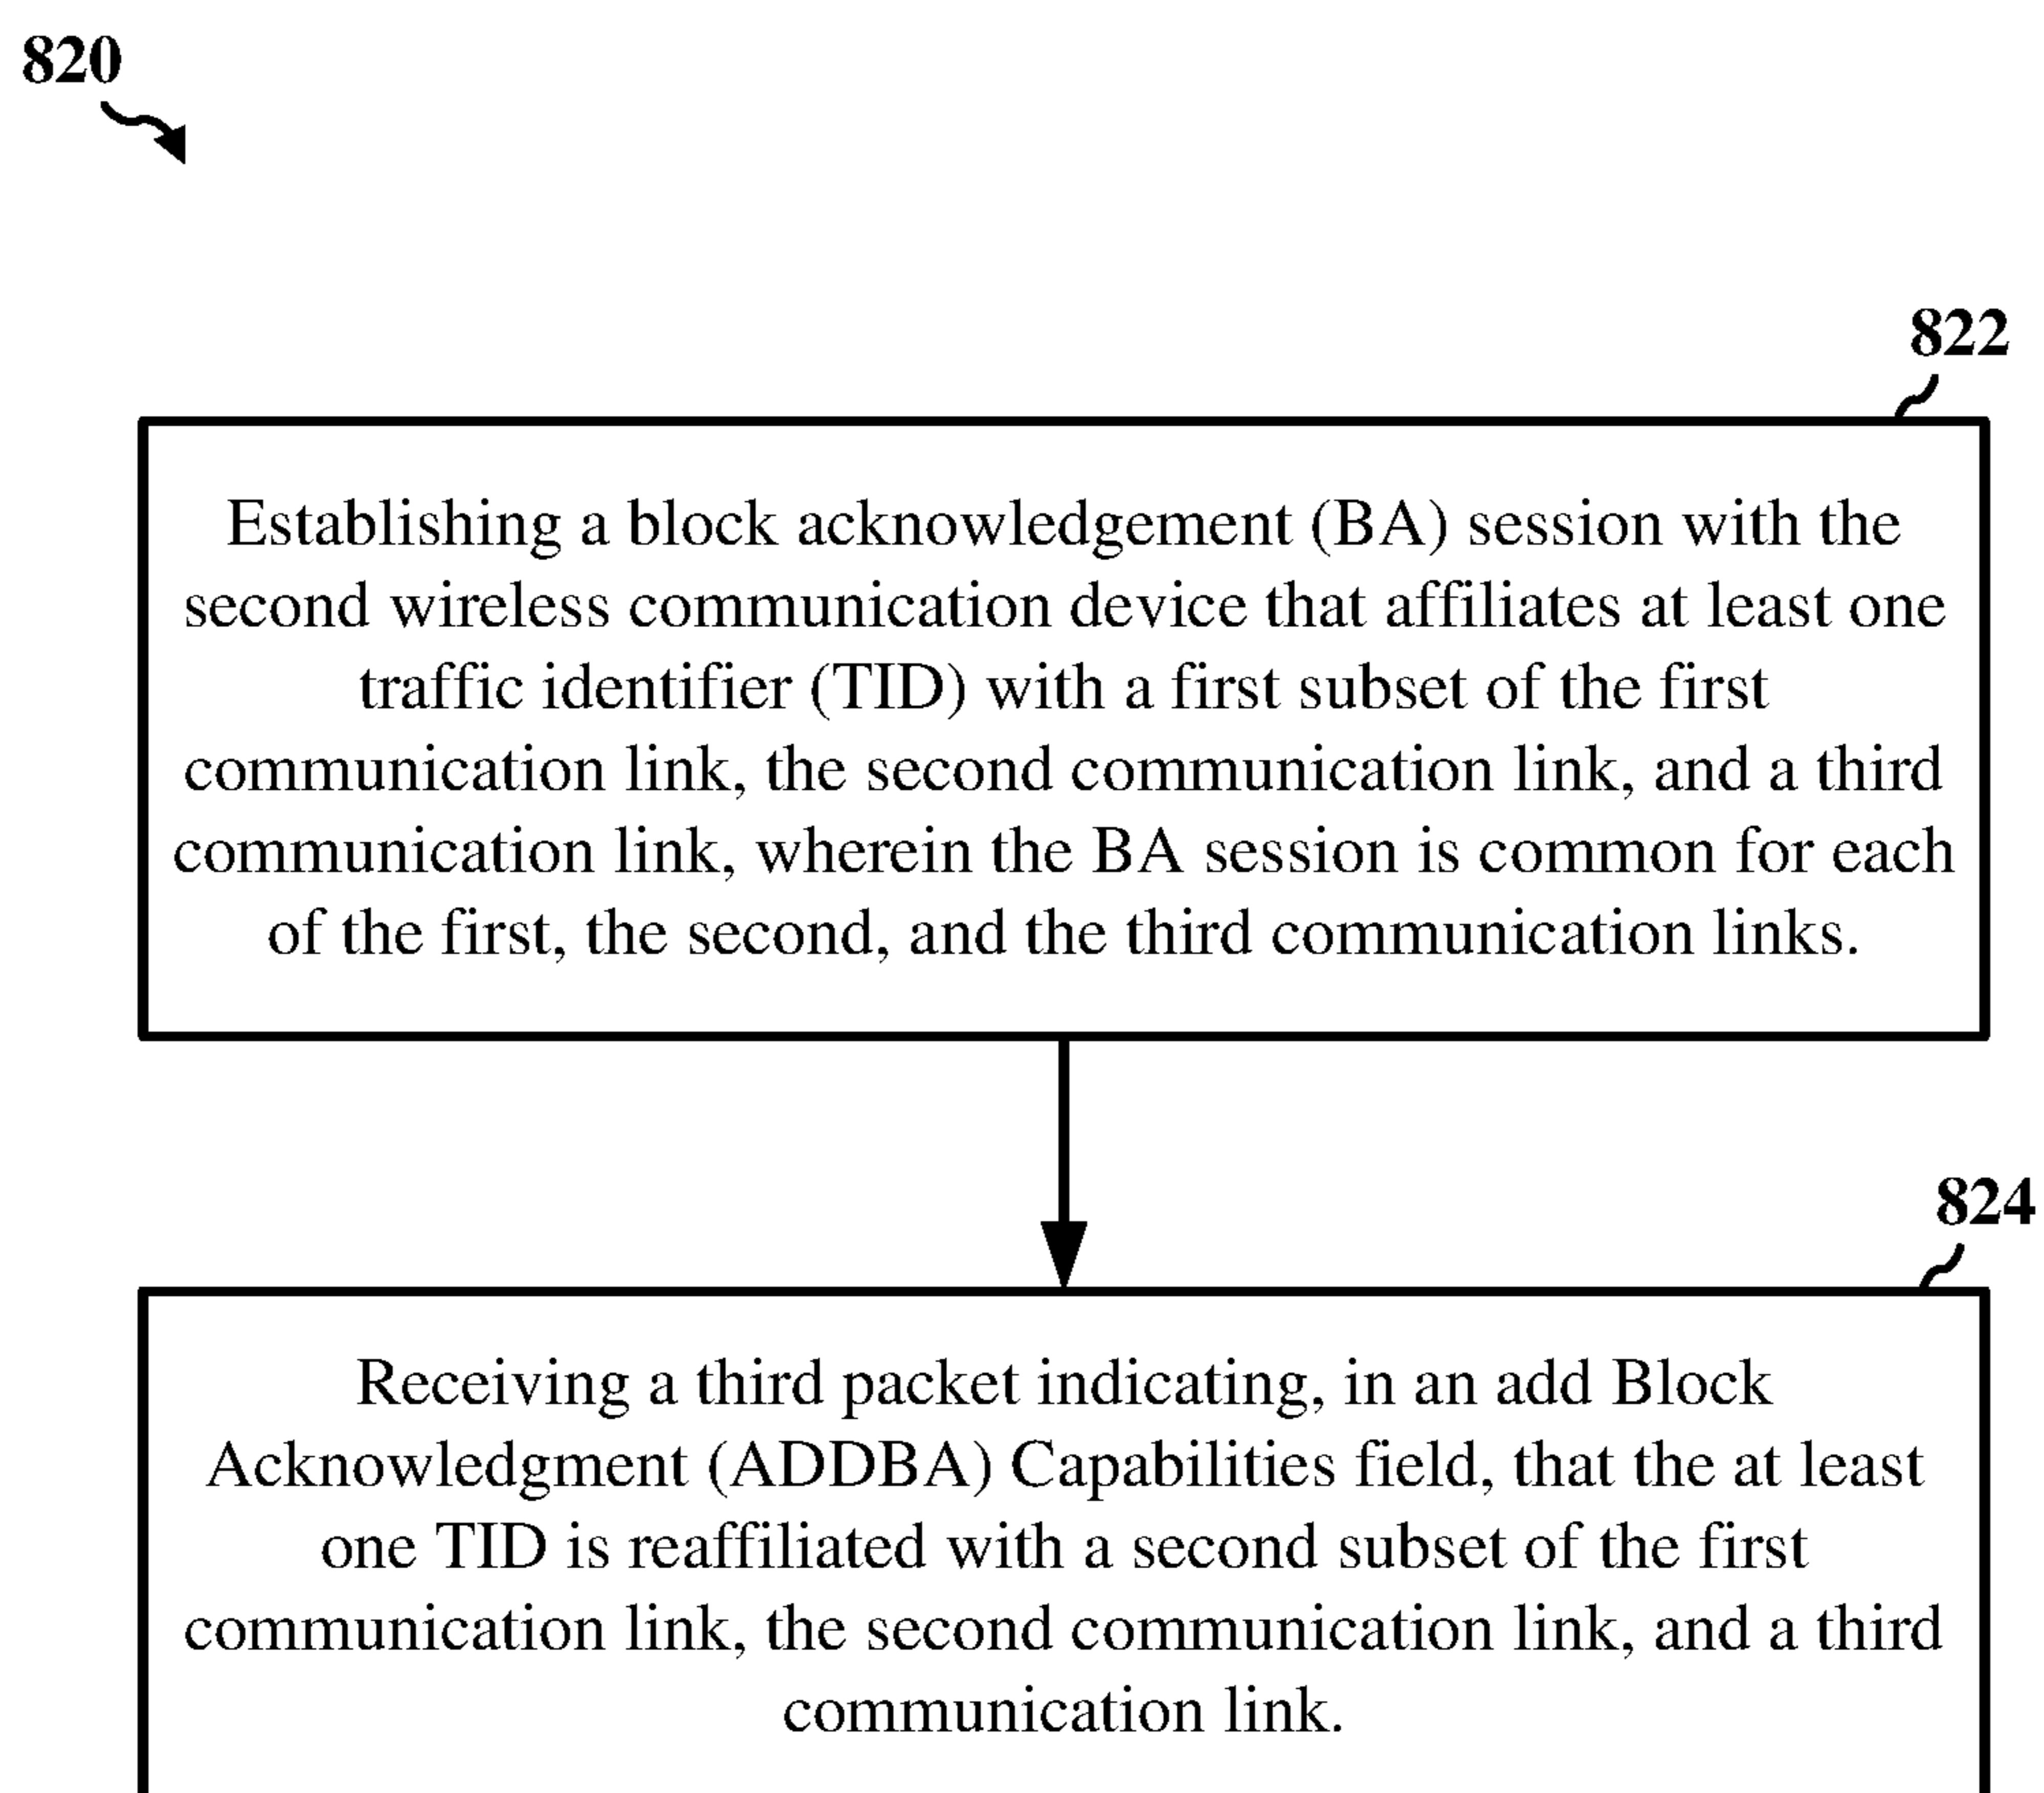 820
822
Establishing a block acknowledgement (BA) session with the
second wireless communication device that affiliates at least one
traffic identifier (TID) with a first subset of the first
communication link, the second communication link, and a third
communication link, wherein the BA session is common for each
of the first, the second, and the third communication links.
824
Receiving a third packet indicating, in an add Block
Acknowledgment (ADDBA) Capabilities field, that the at least
one TID is reaffiliated with a second subset of the first
communication link, the second communication link, and a third
communication link.